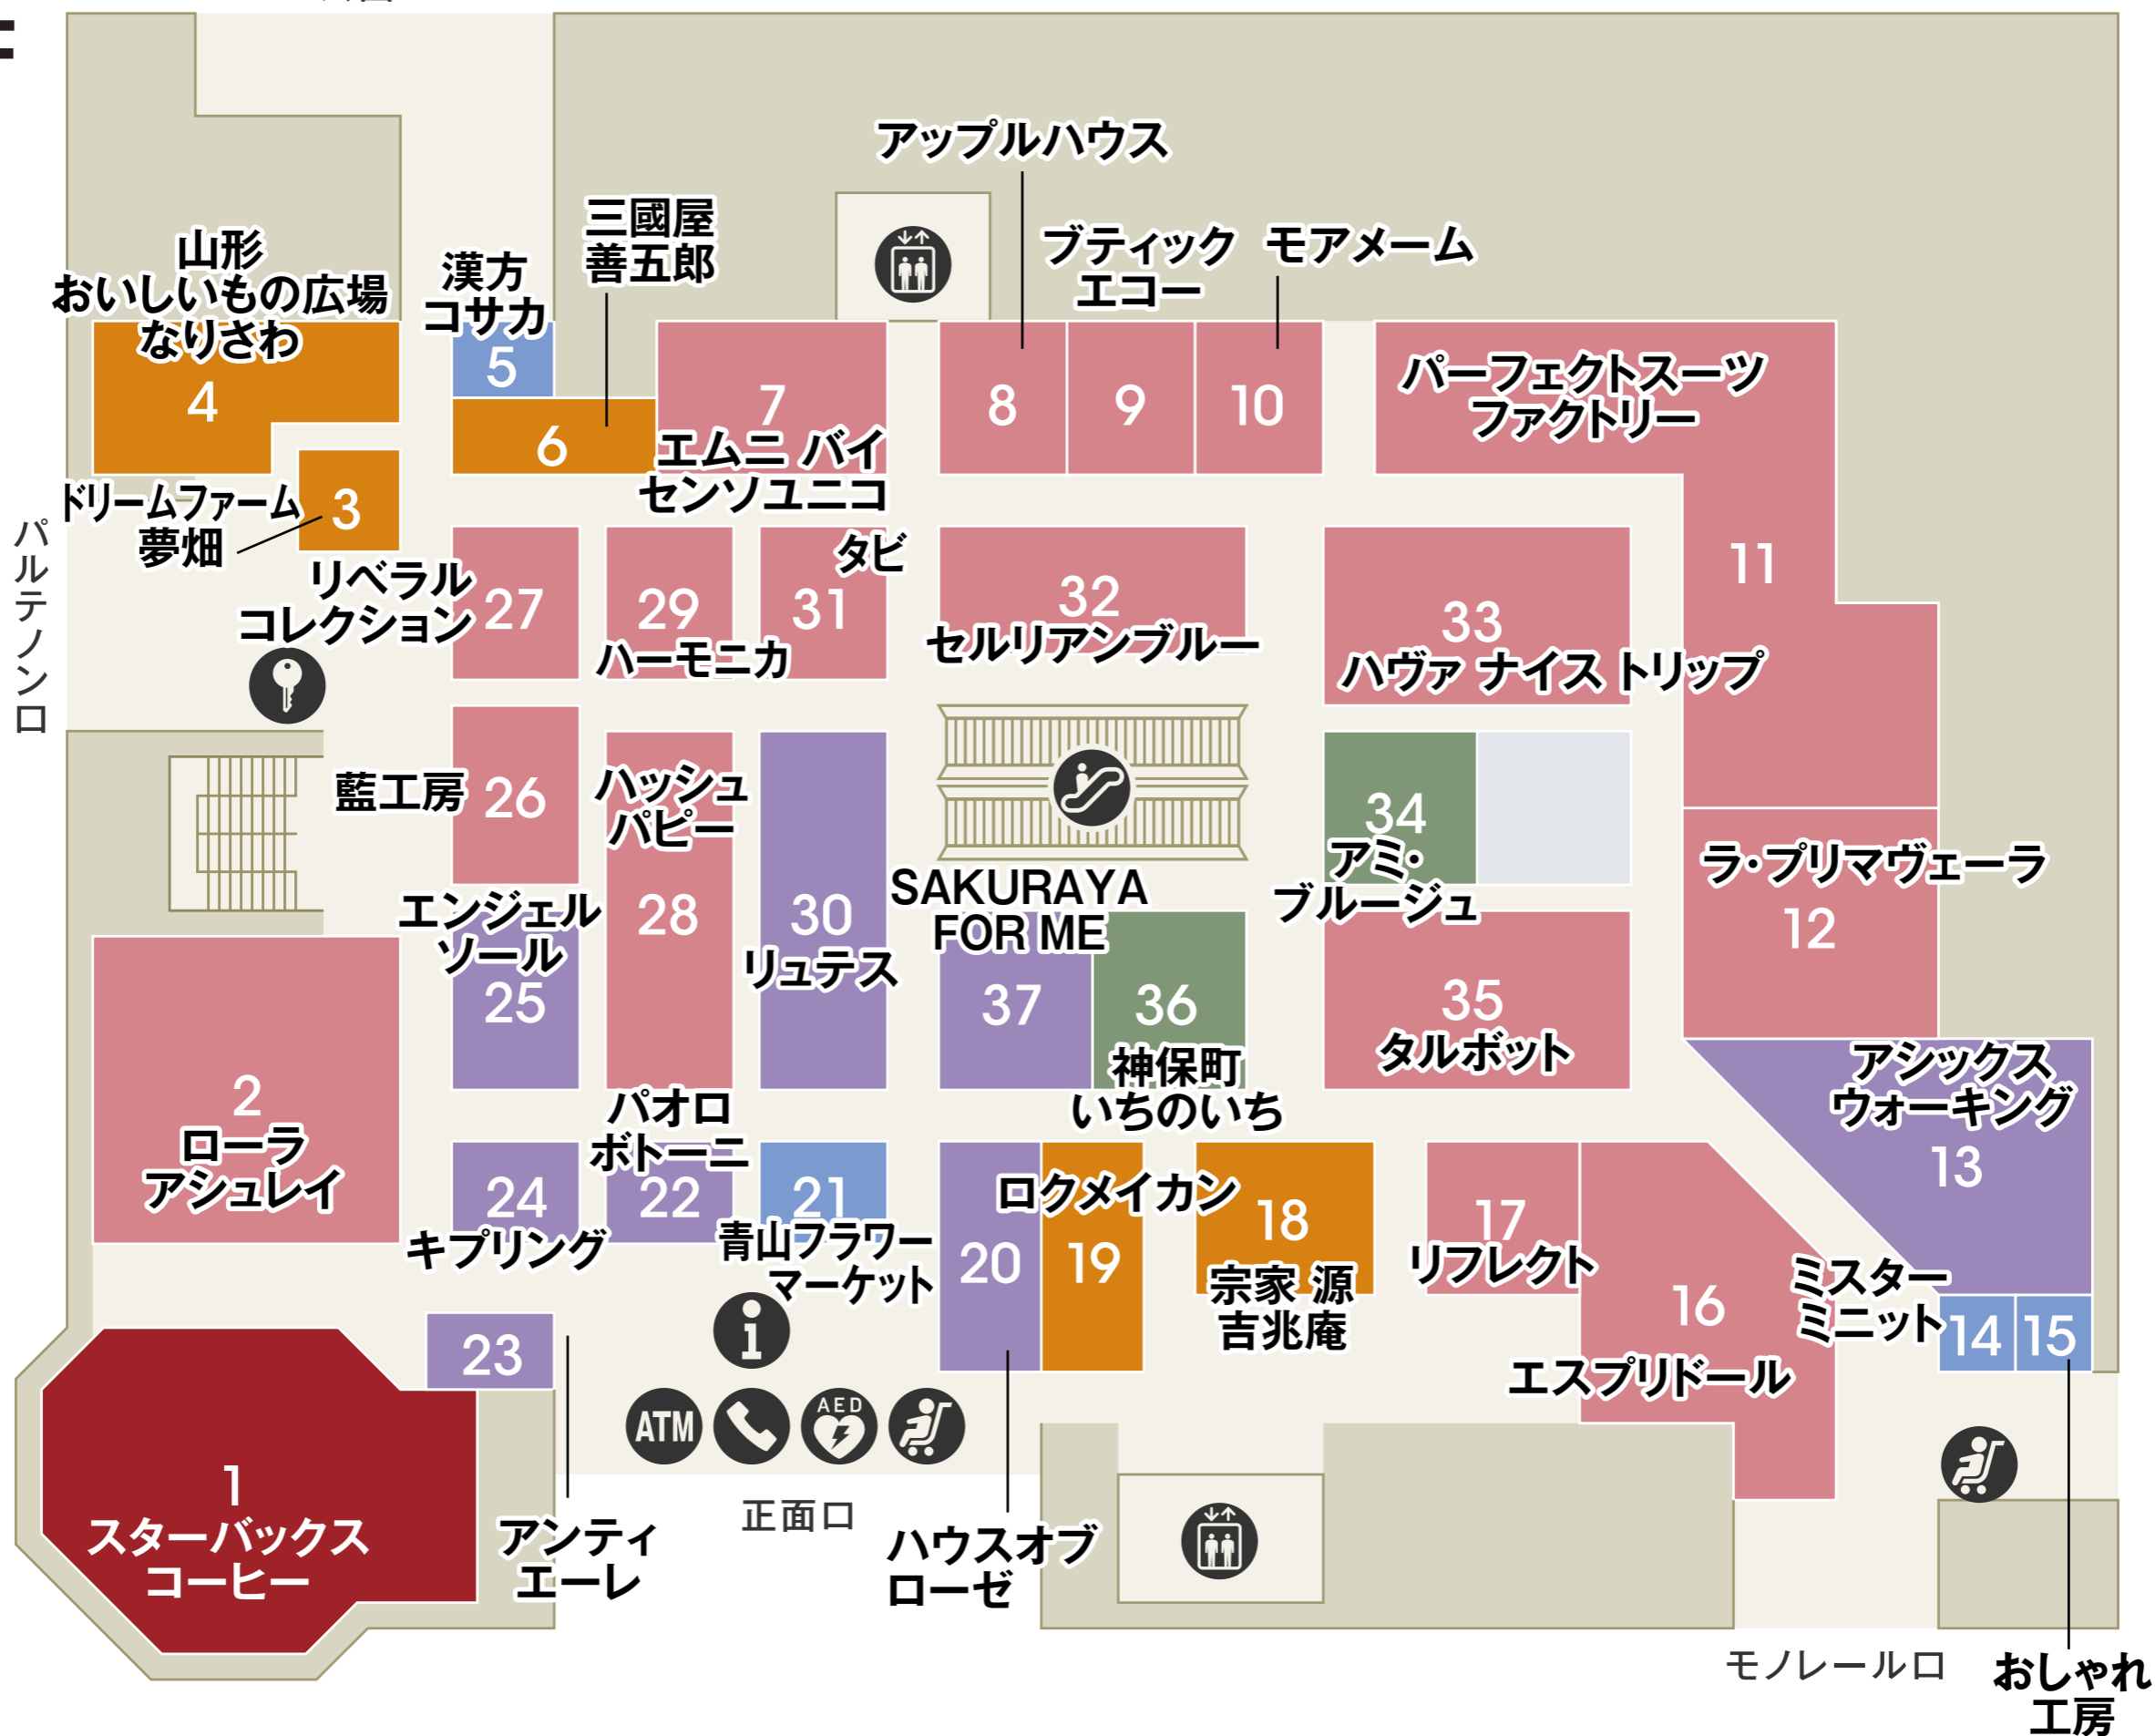 アップルハウス
三國屋
善五郎
ブティック
エコー
モアメーム
山形
おいしいもの広場
なりさわ
4
漢方
コサカ
5
6
7
エムニ バイ
センソユニコ
8
9
10
パーフェクトスーツ
ファクトリー
11
ドリームファーム
夢畑
3
パルテノン口
リベラル
コレクション
27
29
ハーモニカ
タビ
31
32
セルリアンブルー
33
ハヴァ ナイス トリップ
藍工房
26
ハッシュ
パピー
28
30
リュテス
34
アミ・
ブルージュ
ラ・プリマヴェーラ
12
エンジェル
ソール
25
SAKURAYA
FOR ME
37
36
神保町
いちのいち
35
タルボット
アシックス
ウォーキング
13
2
ローラ
アシュレイ
24
キプリング
パオロ
ボトーニ
22
21
青山フラワー
マーケット
20
ロクメイカン
19
18
宗家 源
吉兆庵
17
リフレクト
16
エスプリドール
ミスター
ミニット
14
15
23
ATM
AED
1
スターバックス
コーヒー
アンティ
エーレ
正面口
ハウスオブ
ローゼ
モノレール口
おしゃれ
工房